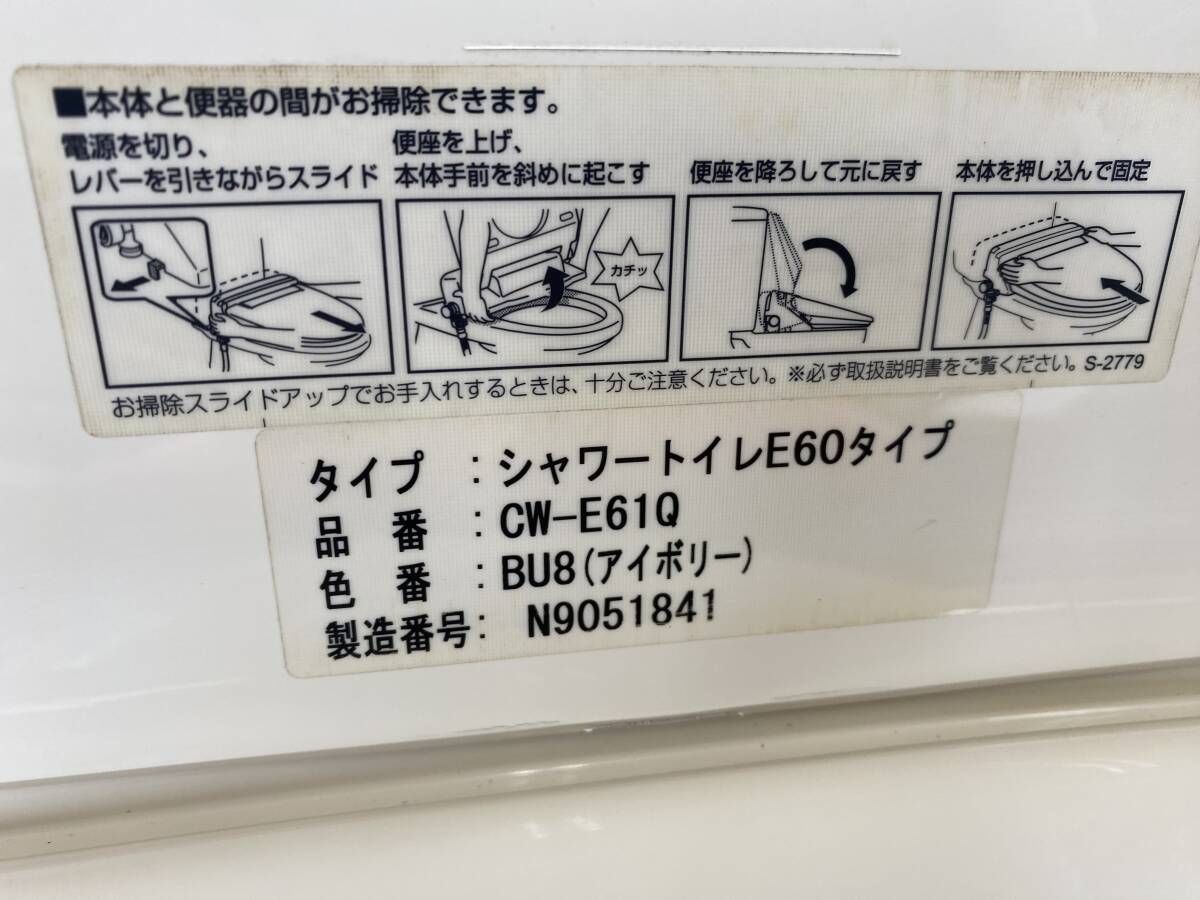 ■本体と便器の間がお掃除できます。
電源を切り、
レバーを引きながらスライド
便座を上げ、
本体手前を斜めに起こす
カチッ
便座を降ろして元に戻す
本体を押し込んで固定
お掃除スライドアップでお手入れするときは、十分ご注意ください。※必ず取扱説明書をご覧ください。S-2779
タイプ：シャワートイレE60タイプ
品番：CW-E61Q
色番：BU8(アイボリー)
製造番号：N9051841